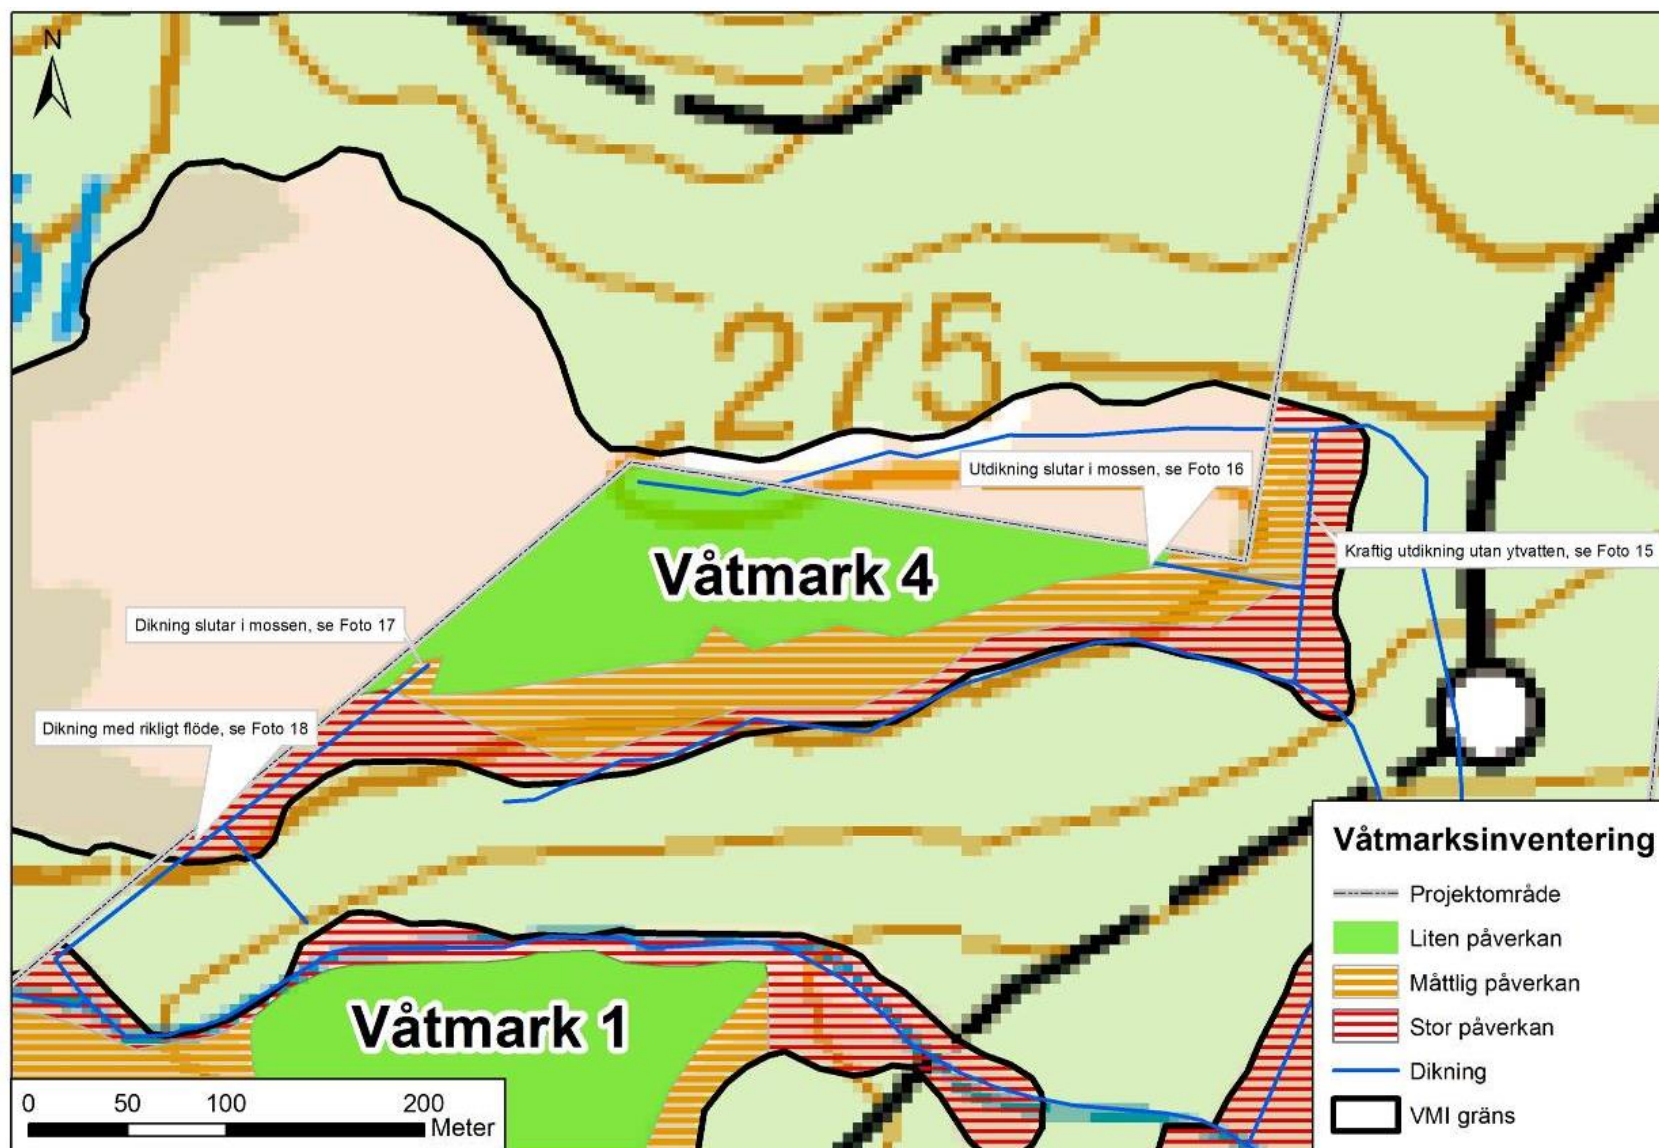 N
275
Utdikning slutar i mossen, se Foto 16
Kraftig utdikning utan ytvatten, se Foto 15
Våtmark 4
Dikning slutar i mossen, se Foto 17
Dikning med rikligt flöde, se Foto 18
Våtmark 1
Våtmarksinventering
Projektområde
Liten påverkan
Måttlig påverkan
Stor påverkan
Dikning
VMI gräns
0 50 100 200
Meter